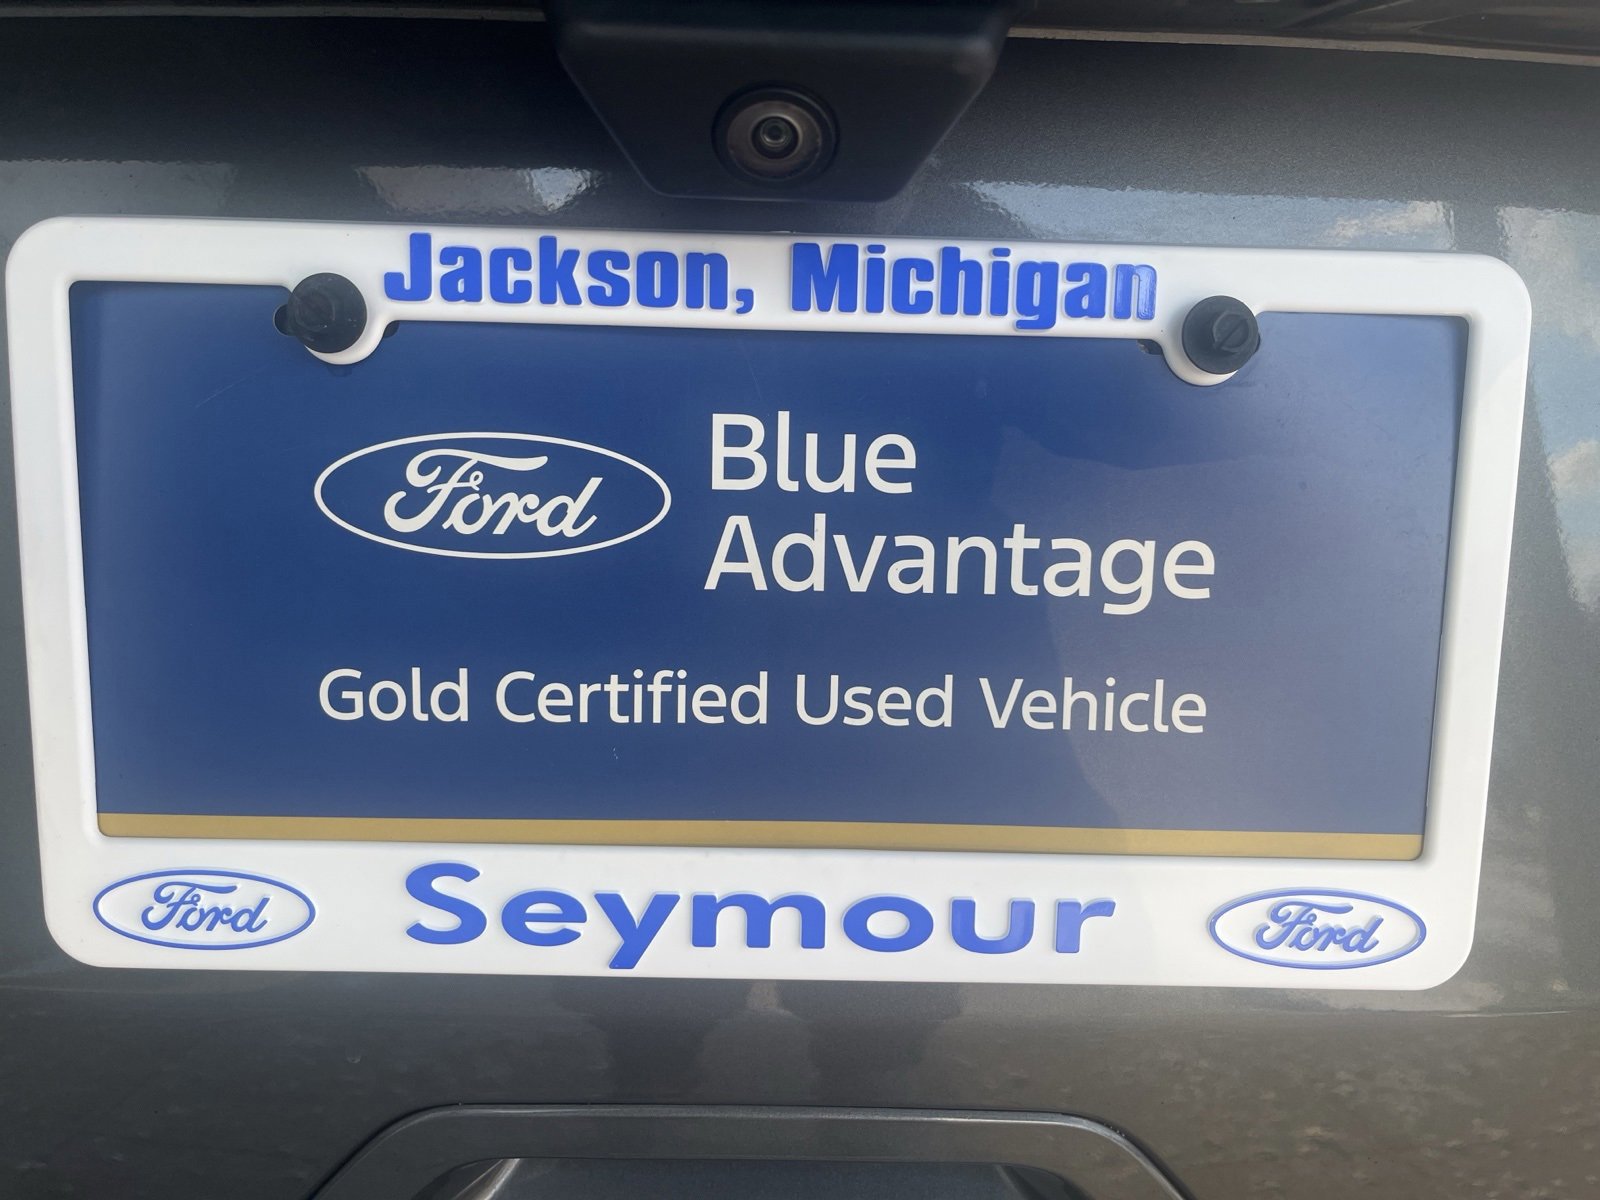 Jackson, Michigan
Ford
Blue
Advantage
Gold Certified Used Vehicle
Ford Seymour Ford